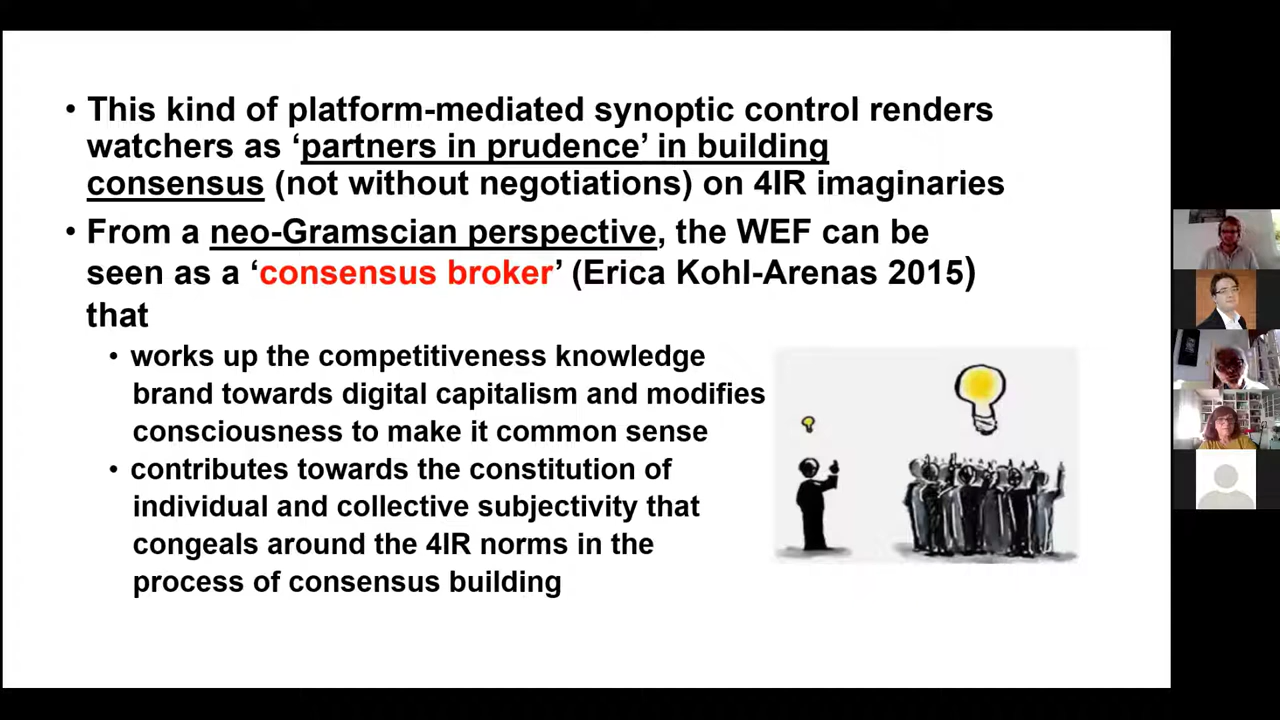 • This kind of platform-mediated synoptic control renders
watchers as ‘partners in prudence’ in building
consensus (not without negotiations) on 4IR imaginaries
• From a neo-Gramscian perspective, the WEF can be
seen as a ‘consensus broker’ (Erica Kohl-Arenas 2015)
that
• works up the competitiveness knowledge
brand towards digital capitalism and modifies
consciousness to make it common sense
• contributes towards the constitution of
individual and collective subjectivity that
congeals around the 4IR norms in the
process of consensus building